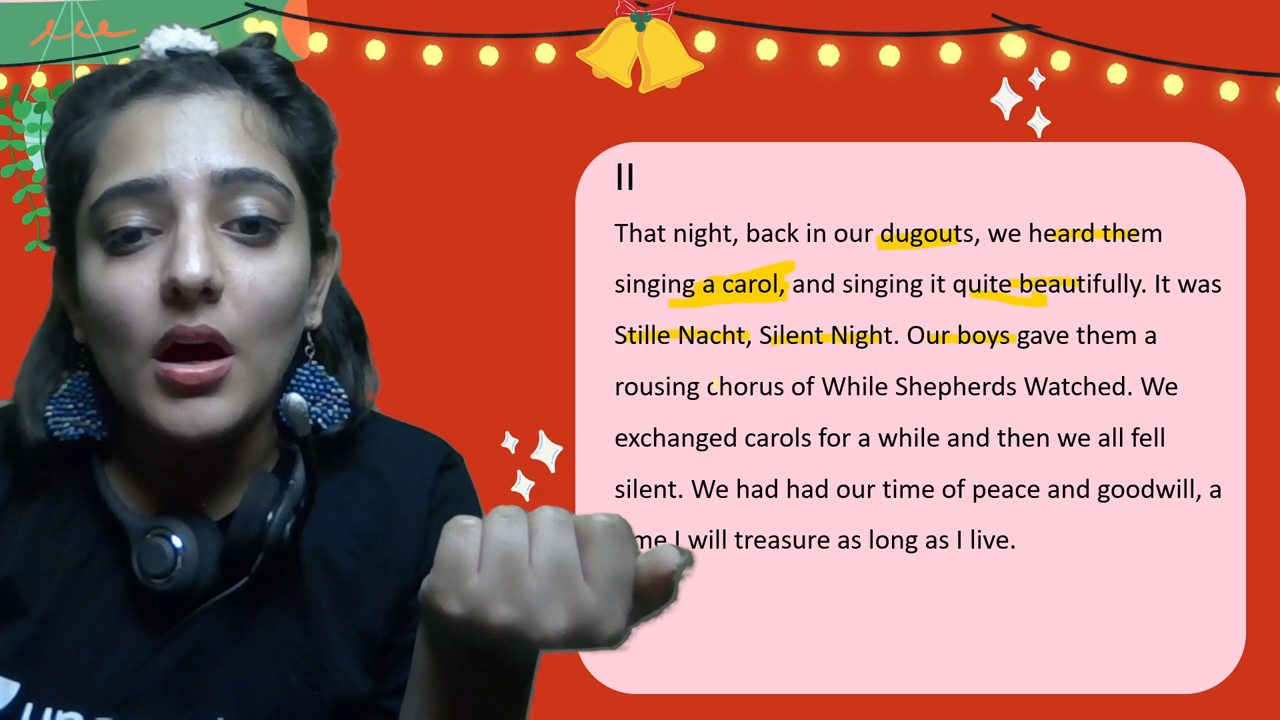 II
That night, back in our dugouts, we heard them
singing a carol, and singing it quite beautifully. It was
Stille Nacht, Silent Night. Our boys gave them a
rousing chorus of While Shepherds Watched. We
exchanged carols for a while and then we all fell
silent. We had had our time of peace and goodwill, a
me I will treasure as long as I live.